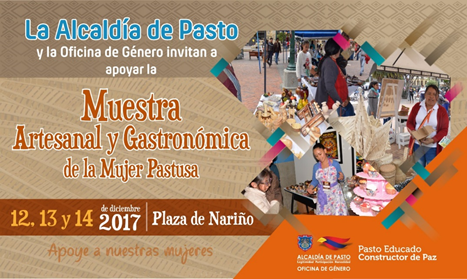 La Alcaldía de Pasto
y la Oficina de Género invitan a
apoyar la
Muestra
Artesanal y Gastronómica
de la Mujer Pastusa
12, 13 y 14 de diciembre 2017 Plaza de Nariño
Apoye a nuestras mujeres
ALCALDÍA DE PASTO
OFICINA DE GÉNERO
Pasto Educado
Constructor de Paz